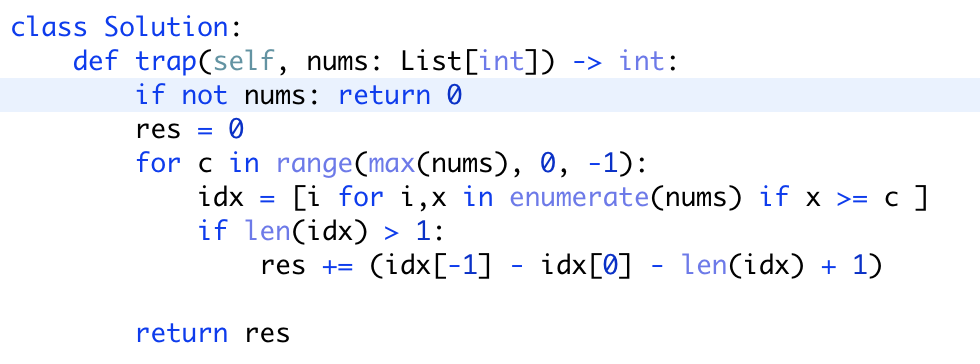 class Solution:
    def trap(self, nums: List[int]) -> int:
        if not nums: return 0
        res = 0
        for c in range(max(nums), 0, -1):
            idx = [i for i,x in enumerate(nums) if x >= c ]
            if len(idx) > 1:
                res += (idx[-1] - idx[0] - len(idx) + 1)

        return res